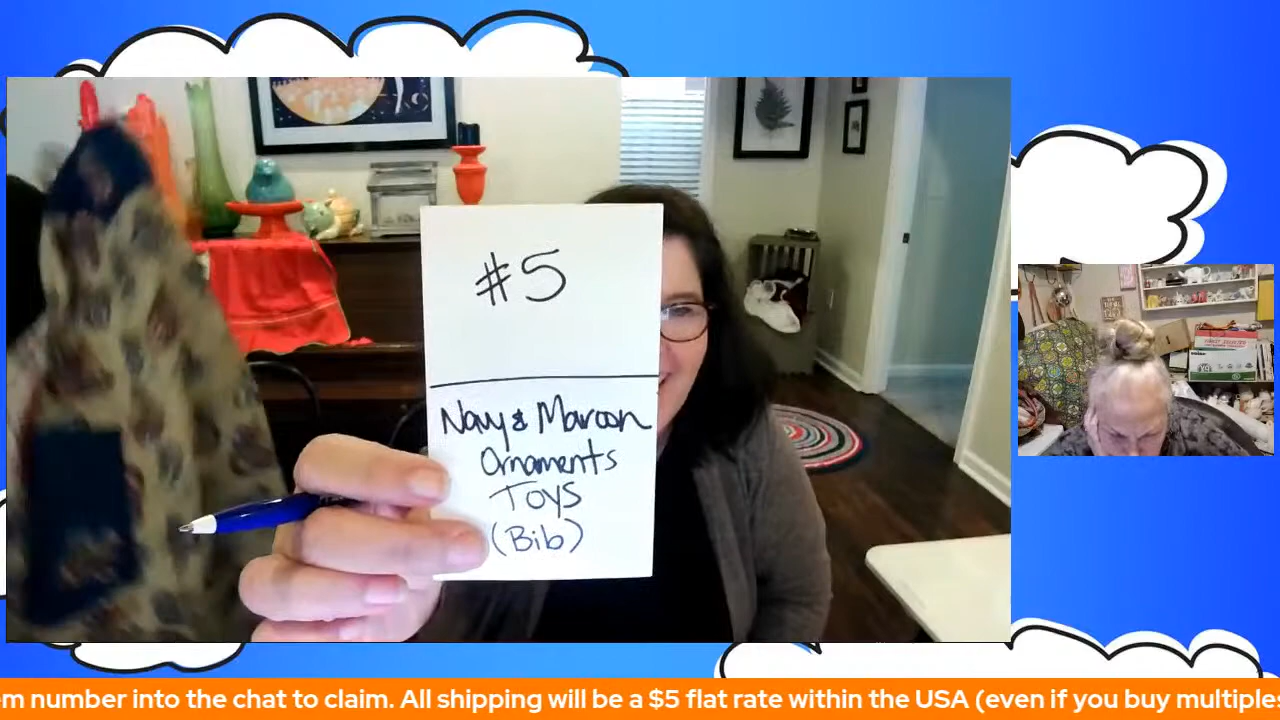 #5
Navy & Maroon
Ornaments
Toys
(Bib)
em number into the chat to claim. All shipping will be a $5 flat rate within the USA (even if you buy multiples